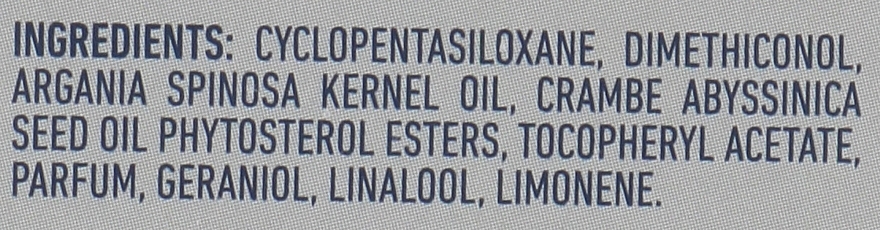 INGREDIENTS: CYCLOPENTASILOXANE, DIMETHICONOL,
ARGANIA SPINOSA KERNEL OIL, CRAMBE ABYSSINICA
SEED OIL PHYTOSTEROL ESTERS, TOCOPHERYL ACETATE,
PARFUM, GERANIOL, LINALOOL, LIMONENE.